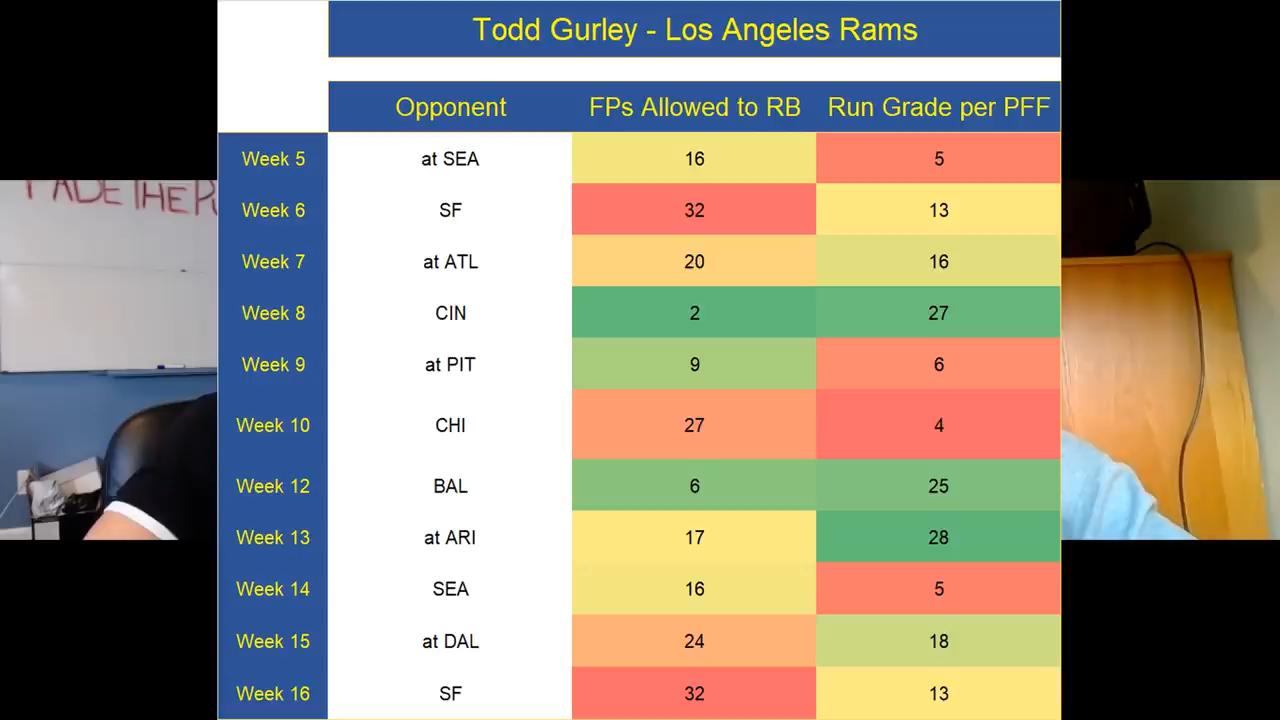 Todd Gurley - Los Angeles Rams
Opponent FPs Allowed to RB Run Grade per PFF
Week 5 at SEA 16 5
Week 6 SF 32 13
Week 7 at ATL 20 16
Week 8 CIN 2 27
Week 9 at PIT 9 6
Week 10 CHI 27 4
Week 12 BAL 6 25
Week 13 at ARI 17 28
Week 14 SEA 16 5
Week 15 at DAL 24 18
Week 16 SF 32 13